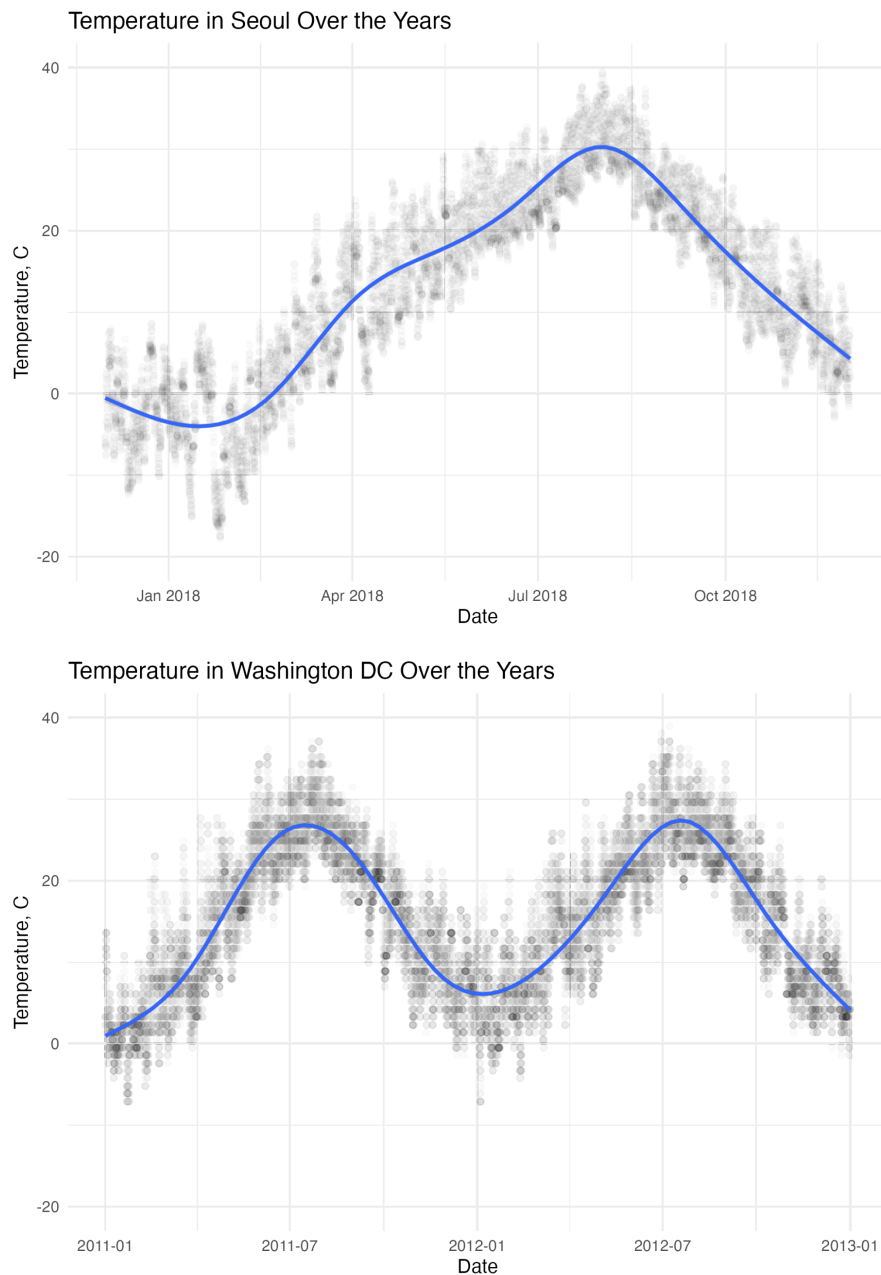 Temperature in Seoul Over the Years
40
20
0
-20
Temperature, C
Jan 2018 Apr 2018 Jul 2018 Oct 2018
Date
Temperature in Washington DC Over the Years
40
20
0
-20
Temperature, C
2011-01 2011-07 2012-01 2012-07 2013-01
Date